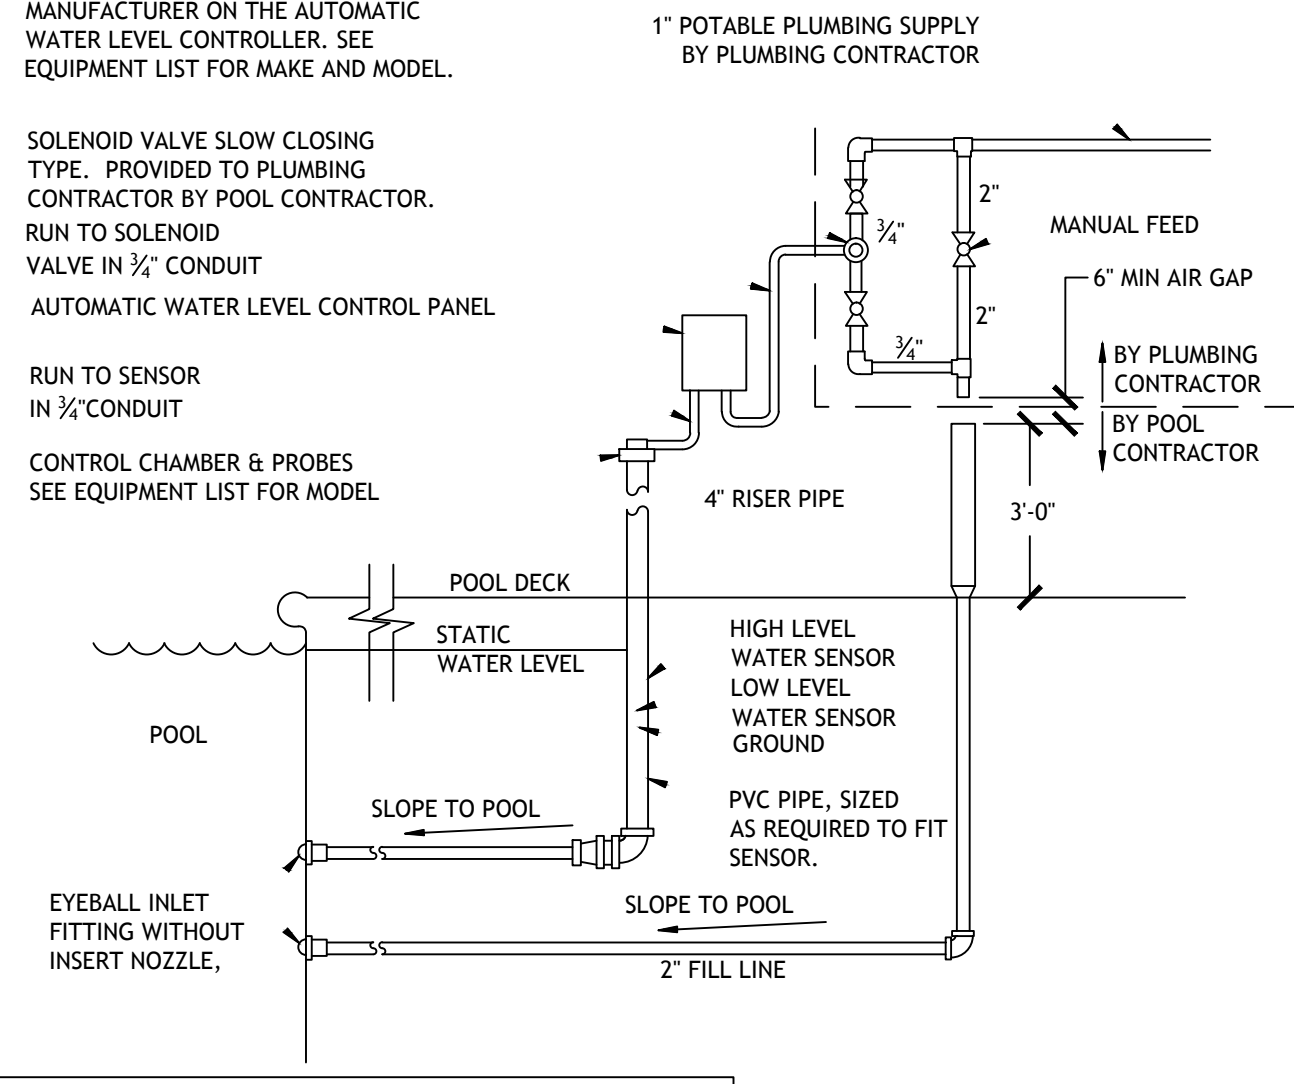 MANUFACTURER ON THE AUTOMATIC
WATER LEVEL CONTROLLER. SEE
EQUIPMENT LIST FOR MAKE AND MODEL.
1" POTABLE PLUMBING SUPPLY
BY PLUMBING CONTRACTOR
SOLENOID VALVE SLOW CLOSING
TYPE. PROVIDED TO PLUMBING
CONTRACTOR BY POOL CONTRACTOR.
RUN TO SOLENOID
VALVE IN ¾" CONDUIT
AUTOMATIC WATER LEVEL CONTROL PANEL
RUN TO SENSOR
IN ¾"CONDUIT
CONTROL CHAMBER & PROBES
SEE EQUIPMENT LIST FOR MODEL
2"
¾"
MANUAL FEED
6" MIN AIR GAP
2"
¾"
BY PLUMBING
CONTRACTOR
BY POOL
CONTRACTOR
4" RISER PIPE
3'-0"
POOL DECK
STATIC
WATER LEVEL
POOL
HIGH LEVEL
WATER SENSOR
LOW LEVEL
WATER SENSOR
GROUND
PVC PIPE, SIZED
AS REQUIRED TO FIT
SENSOR.
SLOPE TO POOL
EYEBALL INLET
FITTING WITHOUT
INSERT NOZZLE,
SLOPE TO POOL
2" FILL LINE